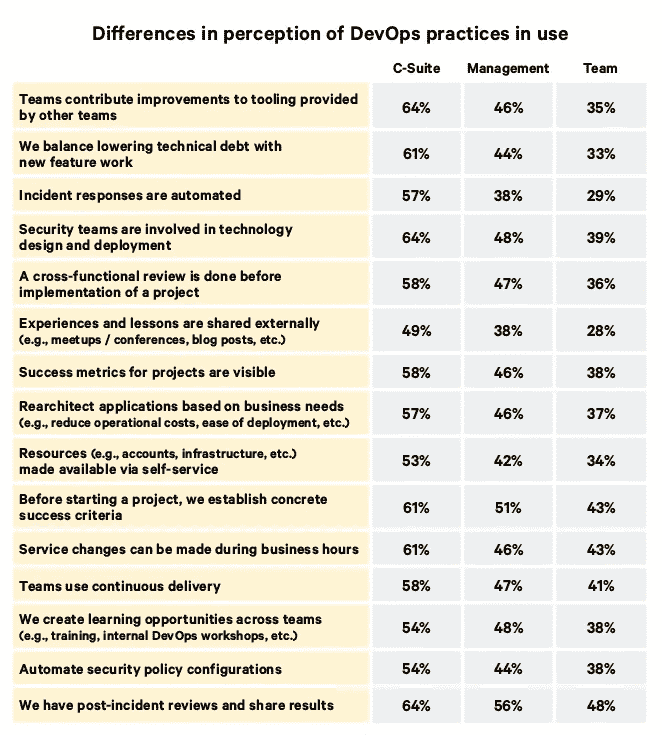 Differences in perception of DevOps practices in use
C-Suite Management Team
Teams contribute improvements to tooling provided
by other teams
64% 46% 35%
We balance lowering technical debt with
new feature work
61% 44% 33%
Incident responses are automated 57% 38% 29%
Security teams are involved in technology
design and deployment
64% 48% 39%
A cross-functional review is done before
implementation of a project
58% 47% 36%
Experiences and lessons are shared externally
(e.g., meetups / conferences, blog posts, etc.)
49% 38% 28%
Success metrics for projects are visible 58% 46% 38%
Rearchitect applications based on business needs
(e.g., reduce operational costs, ease of deployment, etc.)
57% 46% 37%
Resources (e.g., accounts, infrastructure, etc.)
made available via self-service
53% 42% 34%
Before starting a project, we establish concrete
success criteria
61% 51% 43%
Service changes can be made during business hours 61% 46% 43%
Teams use continuous delivery 58% 47% 41%
We create learning opportunities across teams
(e.g., training, internal DevOps workshops, etc.)
54% 48% 38%
Automate security policy configurations 54% 44% 38%
We have post-incident reviews and share results 64% 56% 48%